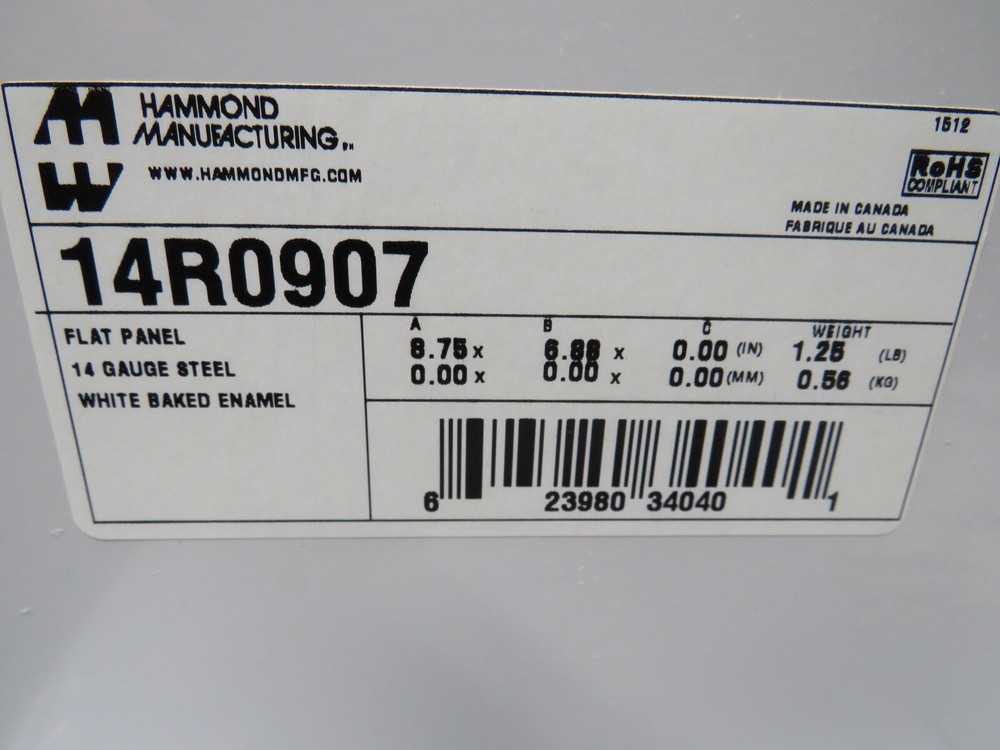 HAMMOND
MANUFACTURING
WWW.HAMMONDMFG.COM
1512
RoHS
COMPLIANT
MADE IN CANADA
FABRIQUE AU CANADA
14R0907
FLAT PANEL
14 GAUGE STEEL
WHITE BAKED ENAMEL
A B C WEIGHT
8.75 x 6.88 x 0.00 (IN) 1.25 (LB)
0.00 x 0.00 x 0.00 (MM) 0.56 (KG)
6 23980 34040 1